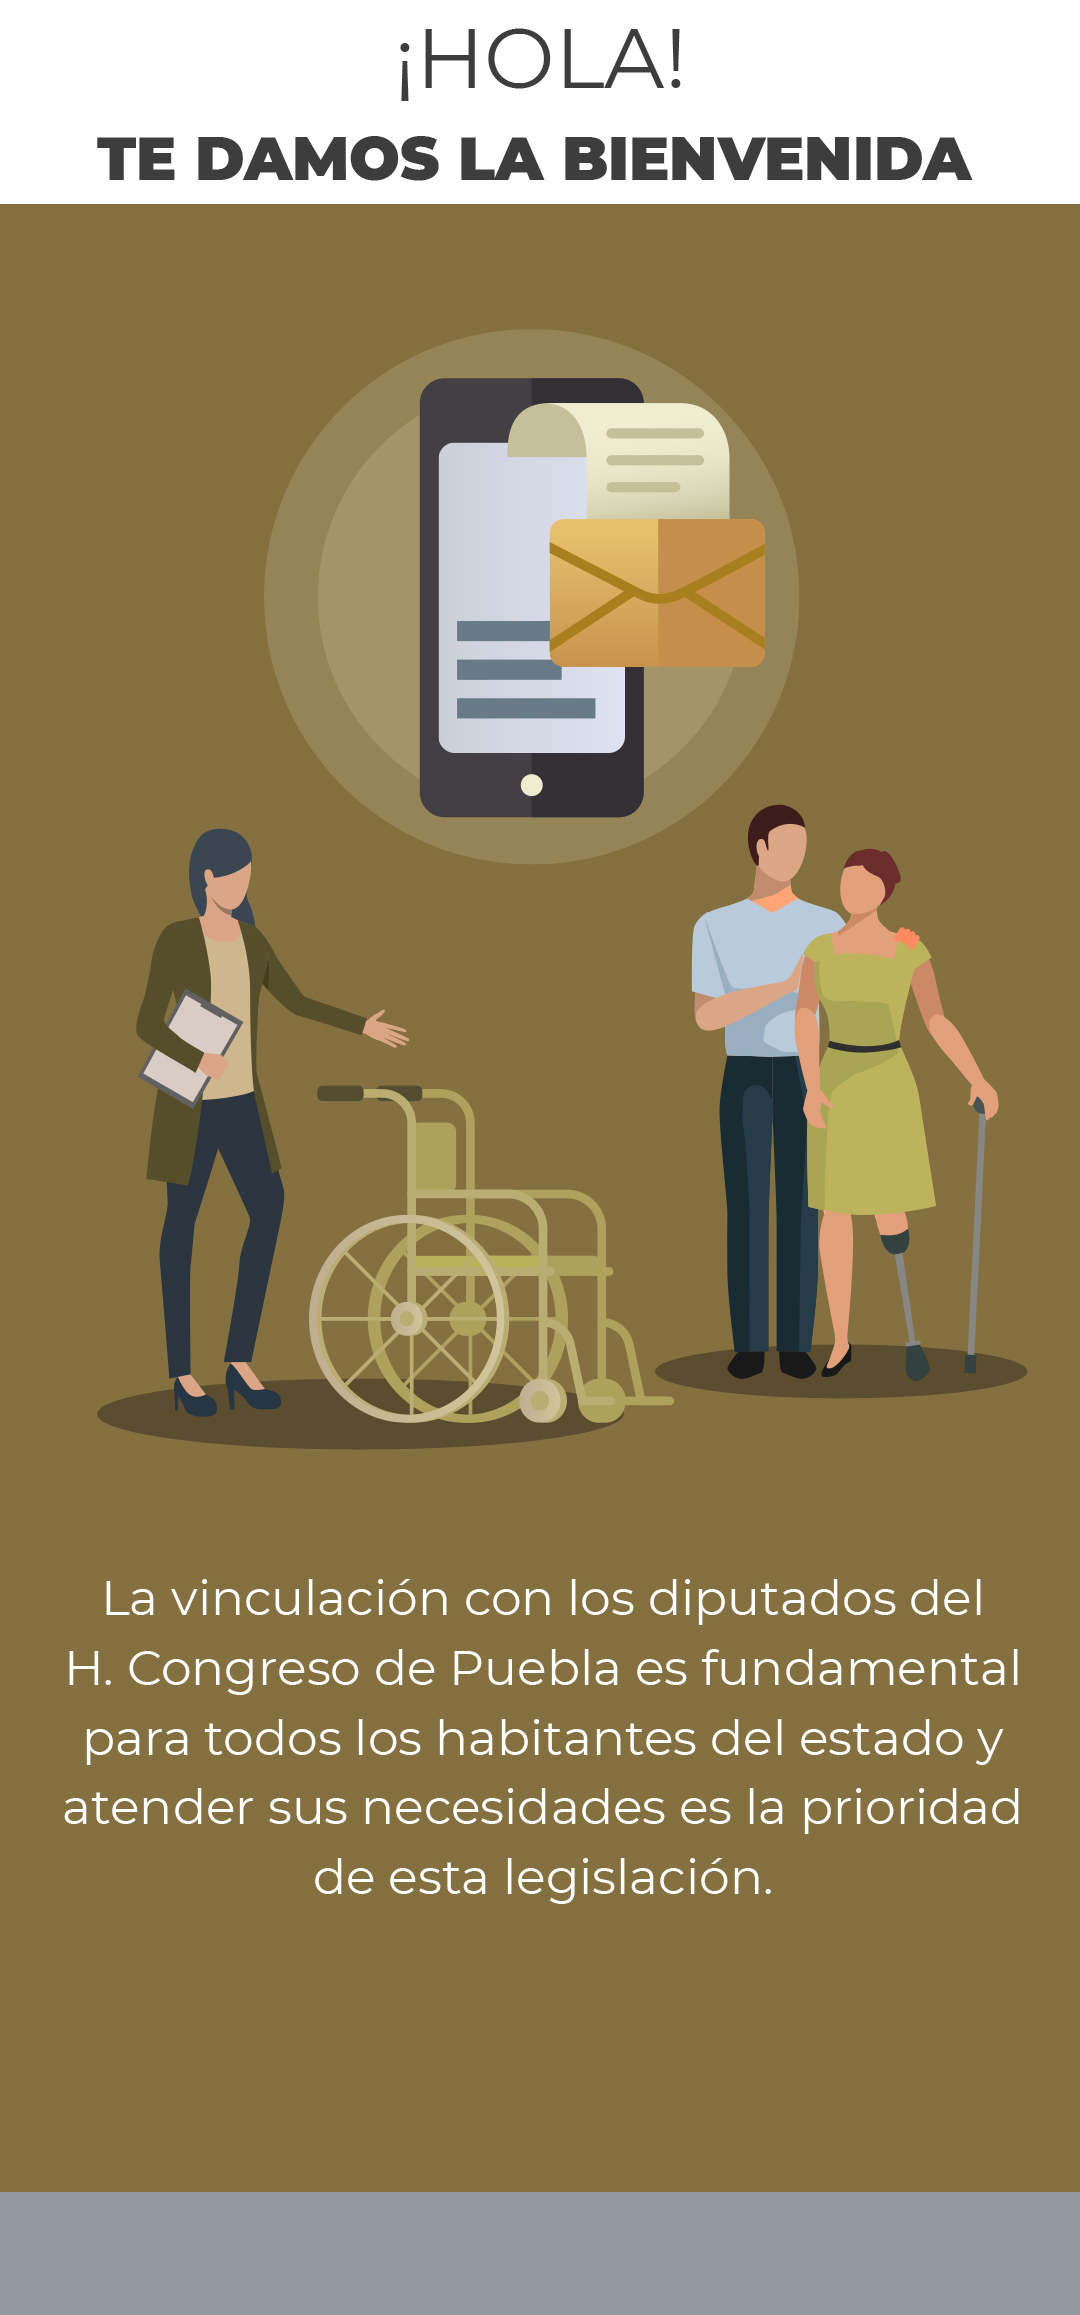 ¡HOLA!
TE DAMOS LA BIENVENIDA
La vinculación con los diputados del
H. Congreso de Puebla es fundamental
para todos los habitantes del estado y
atender sus necesidades es la prioridad
de esta legislación.